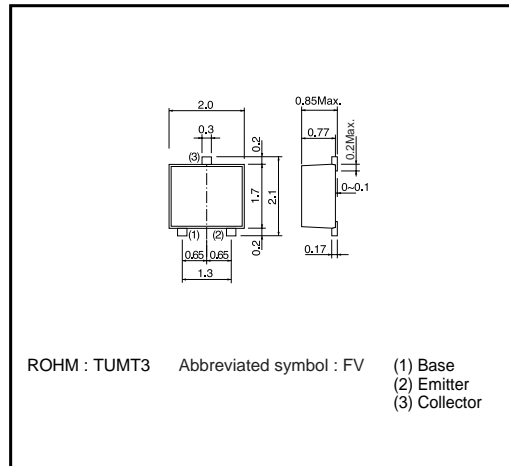 0.85Max.
2.0
0.77
0.3
0.2
0.2Max.
(3)
1.7
2.1
0~0.1
(1) (2)
0.2
0.65 0.65
0.17
1.3
ROHM : TUMT3 Abbreviated symbol : FV (1) Base
(2) Emitter
(3) Collector